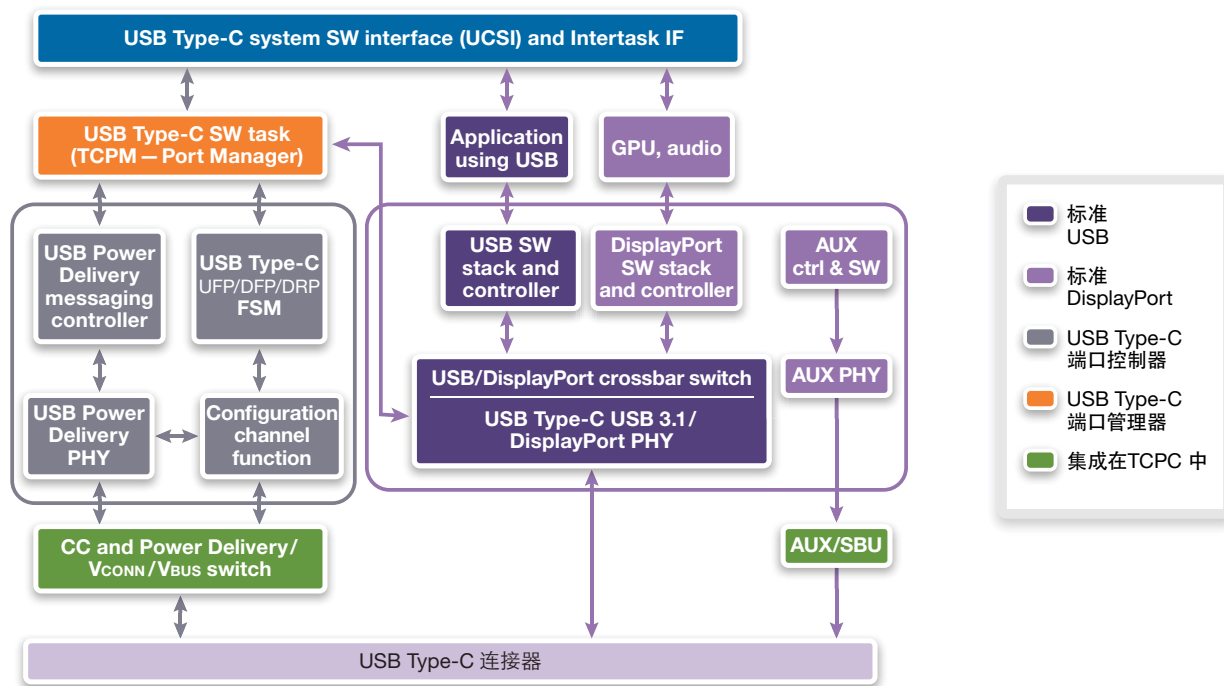 USB Type-C system SW interface (UCSI) and Intertask IF
USB Type-C SW task
(TCPM — Port Manager)
Application
using USB
GPU, audio
USB Power
Delivery
messaging
controller
USB Type-C
UFP/DFP/DRP
FSM
USB SW
stack and
controller
DisplayPort
SW stack
and controller
AUX
ctrl & SW
USB/DisplayPort crossbar switch
USB Type-C USB 3.1/
DisplayPort PHY
AUX PHY
USB Power
Delivery
PHY
Configuration
channel
function
CC and Power Delivery/
VCONN/VBUS switch
AUX/SBU
USB Type-C 连接器
标准
USB
标准
DisplayPort
USB Type-C
端口控制器
USB Type-C
端口管理器
集成在TCPC 中